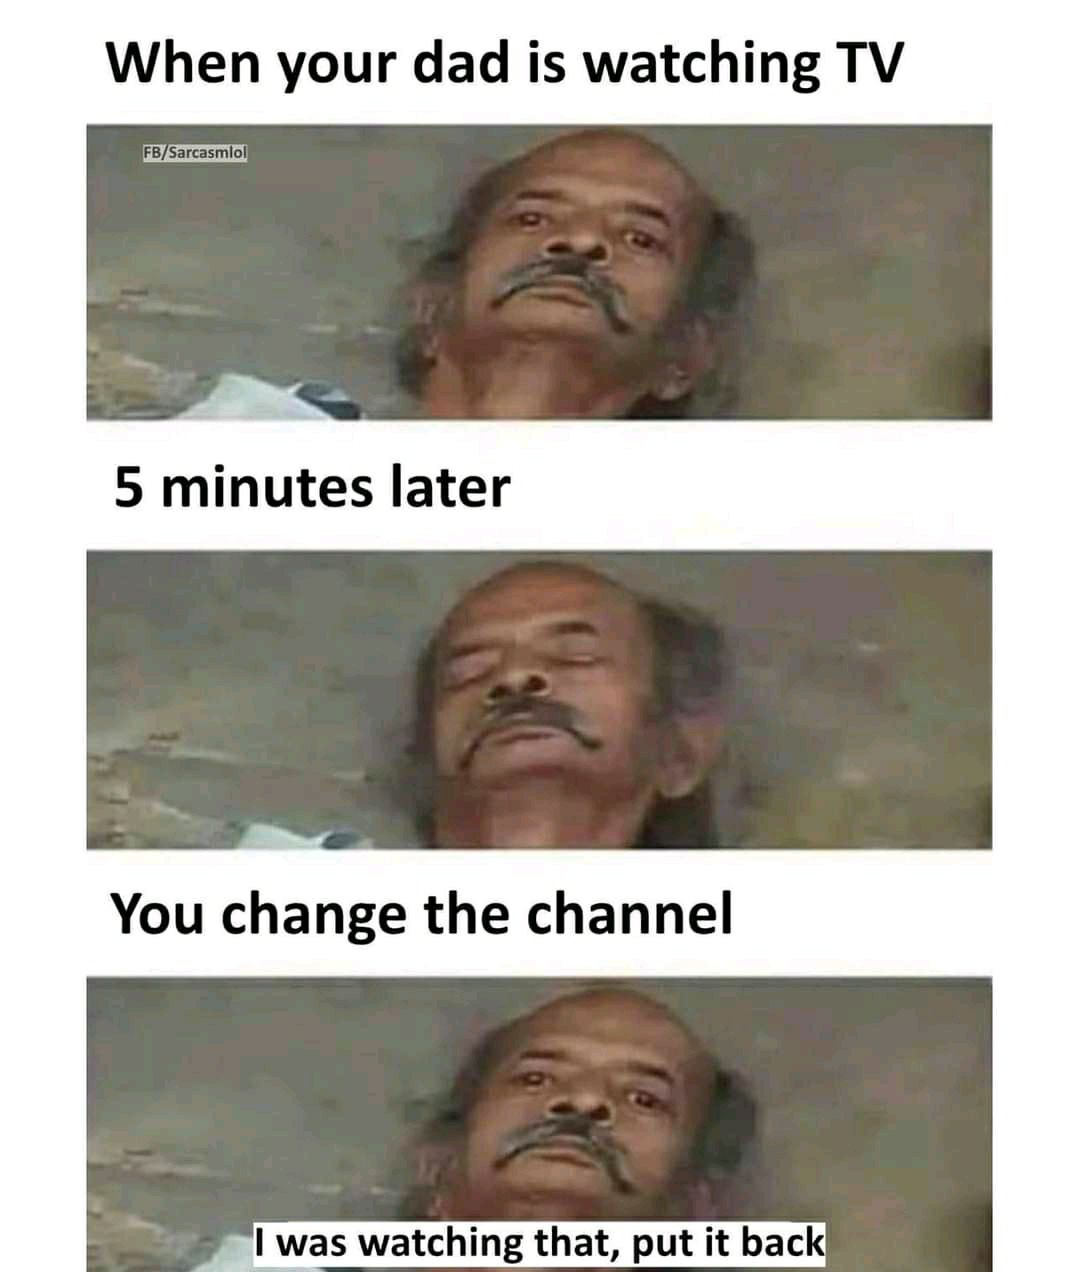 When your dad is watching TV
FB/Sarcasmlol
5 minutes later
You change the channel
I was watching that, put it back